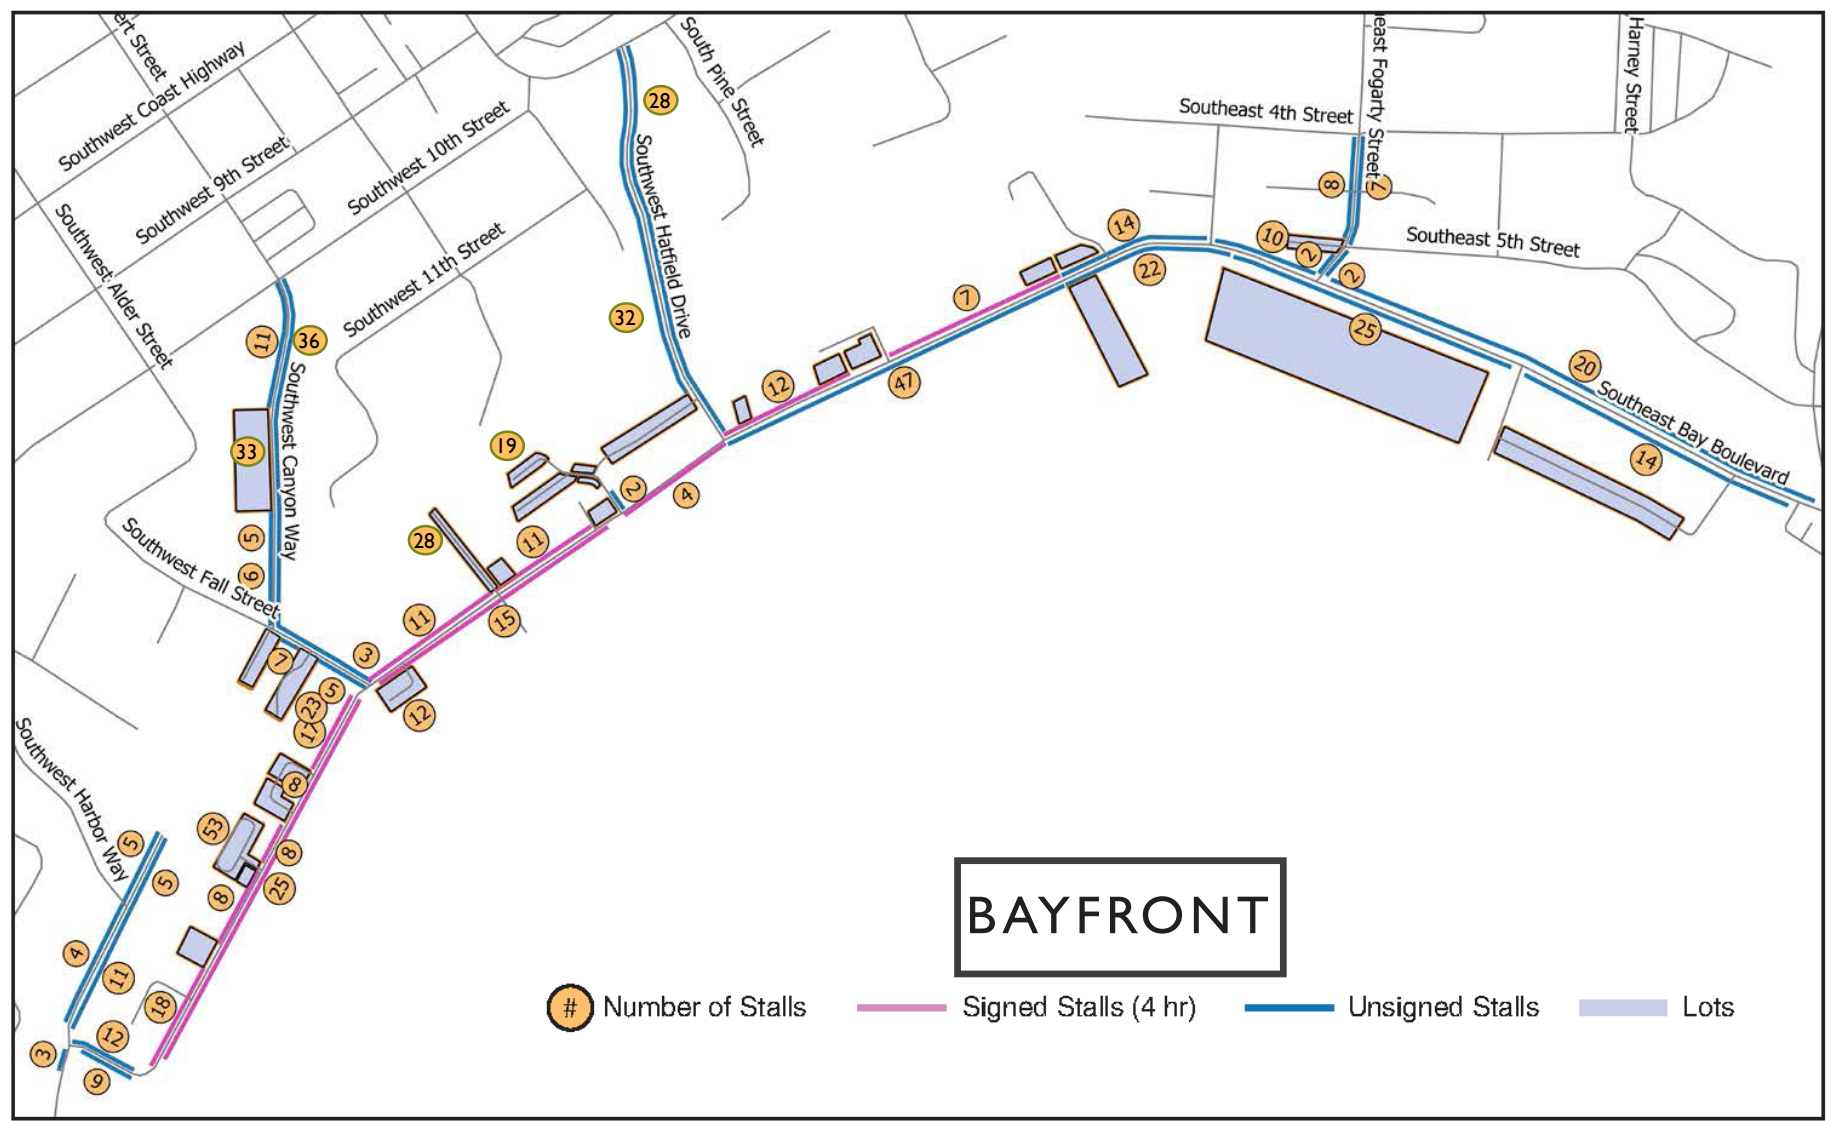 ert Street
Southwest Coast Highway
Southwest 9th Street
Southwest 10th Street
Southwest 11th Street
Southwest Alder Street
South Pine Street
28
Southwest Hatfield Drive
32
Southeast 4th Street
east Fogarty Street
Harney Street
8
7
Southeast 5th Street
10
2
2
14
22
7
25
20
Southeast Bay Boulevard
14
47
12
11
36
Southwest Canyon Way
33
5
6
Southwest Fall Street
19
2
4
11
28
11
15
3
12
7
5
23
17
8
53
8
25
8
18
Southwest Harbor Way
5
5
4
11
12
3
9
BAYFRONT
# Number of Stalls
Signed Stalls (4 hr)
Unsigned Stalls
Lots